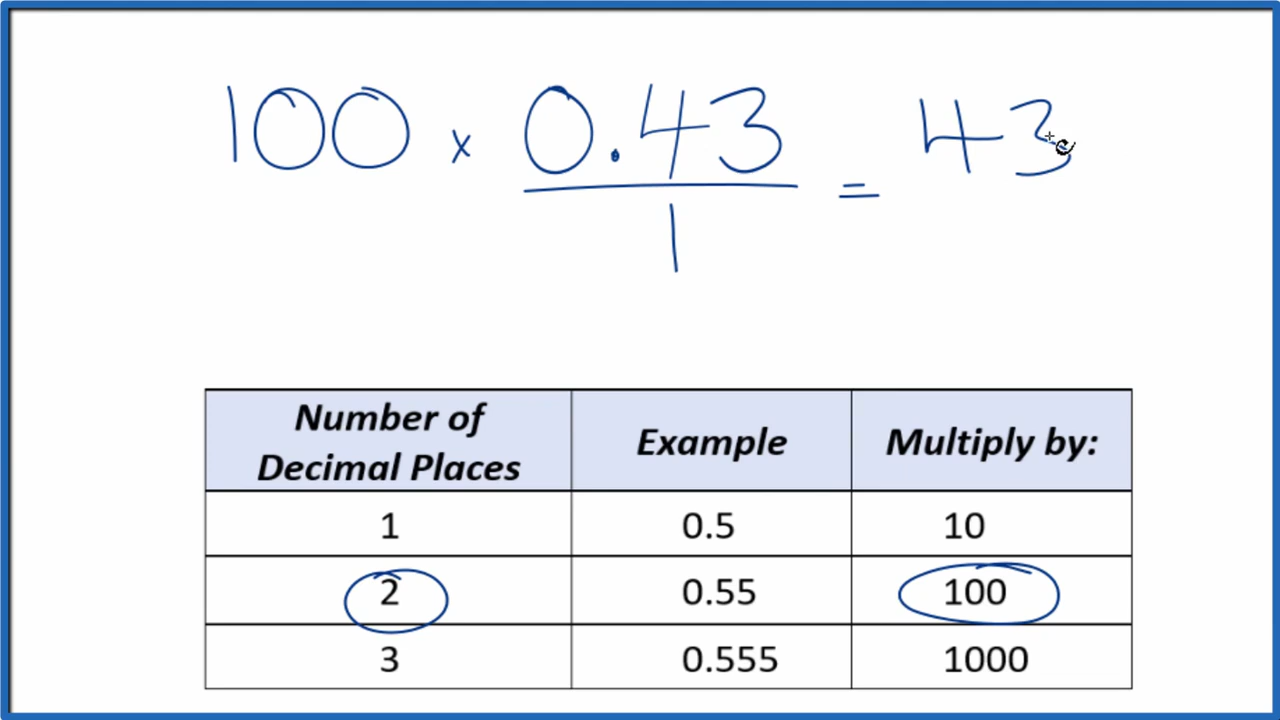 100 x 0.43 = 43
1
Number of Decimal Places Example Multiply by:
1 0.5 10
2 0.55 100
3 0.555 1000